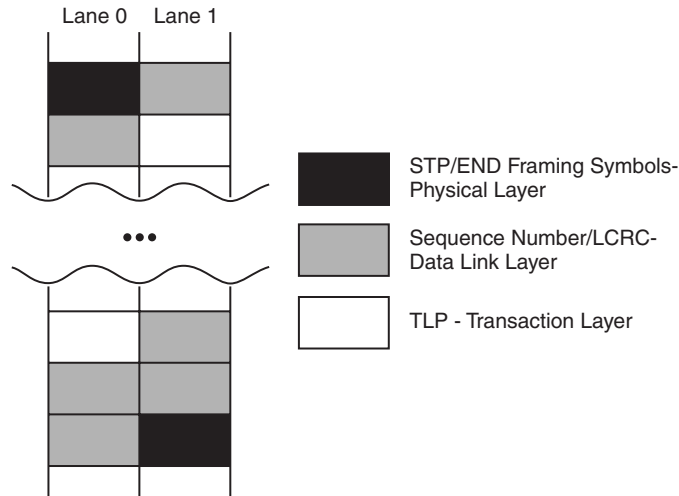 Lane 0 Lane 1
STP/END Framing Symbols-
Physical Layer
Sequence Number/LCRC-
Data Link Layer
TLP - Transaction Layer